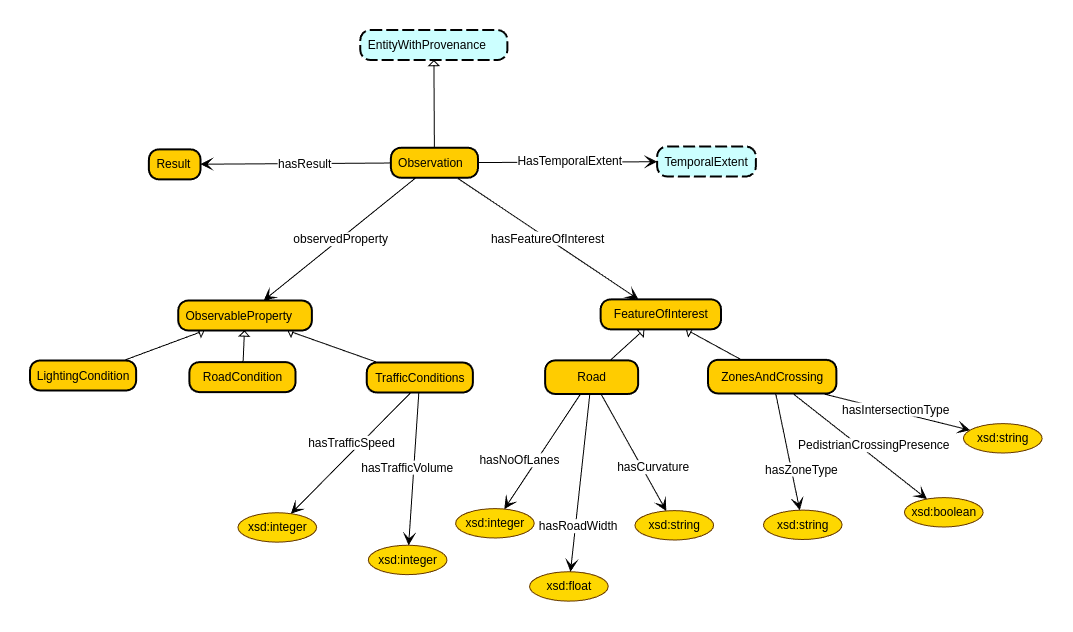 EntityWithProvenance
Result
hasResult
Observation
HasTemporalExtent
TemporalExtent
observedProperty
hasFeatureOfInterest
ObservableProperty
FeatureOfInterest
LightingCondition
RoadCondition
TrafficConditions
Road
ZonesAndCrossing
hasIntersectionType
xsd:string
hasTrafficSpeed
hasTrafficVolume
hasNoOfLanes
hasCurvature
PedistrianCrossingPresence
hasZoneType
xsd:integer
xsd:integer
xsd:integer
hasRoadWidth
xsd:string
xsd:string
xsd:boolean
xsd:float